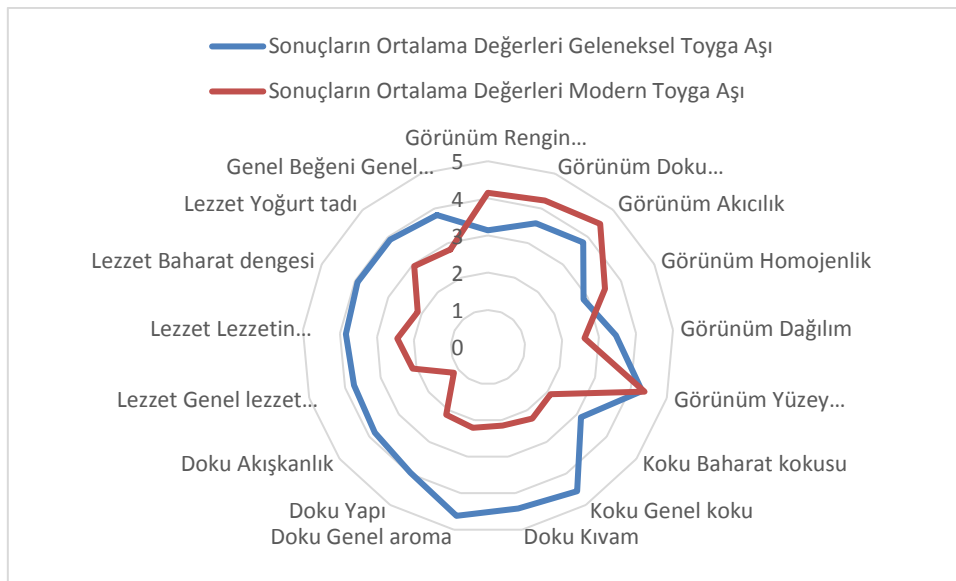 Sonuçların Ortalama Değerleri Geleneksel Toyga Aşı
Sonuçların Ortalama Değerleri Modern Toyga Aşı
Görünüm Rengin…
Görünüm Doku…
Görünüm Akıcılık
Görünüm Homojenlik
Görünüm Dağılım
Görünüm Yüzey…
Koku Baharat kokusu
Koku Genel koku
Doku Kıvam
Doku Genel aroma
Doku Yapı
Doku Akışkanlık
Lezzet Genel lezzet…
Lezzet Lezzetin…
Lezzet Baharat dengesi
Lezzet Yoğurt tadı
Genel Beğeni Genel…
5
4
3
2
1
0